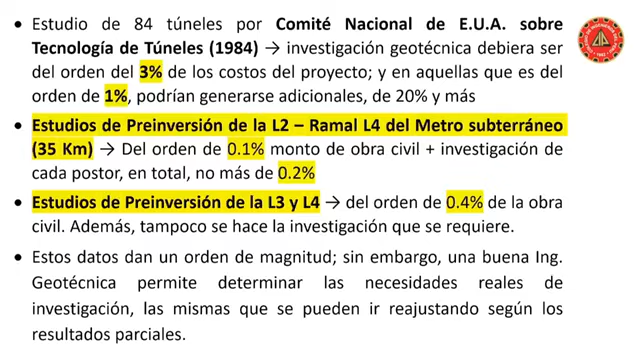 • Estudio de 84 túneles por Comité Nacional de E.U.A. sobre
Tecnología de Túneles (1984) → investigación geotécnica debiera ser
del orden del 3% de los costos del proyecto; y en aquellas que es del
orden de 1%, podrían generarse adicionales, de 20% y más
• Estudios de Preinversión de la L2 – Ramal L4 del Metro subterráneo
(35 Km) → Del orden de 0.1% monto de obra civil + investigación de
cada postor, en total, no más de 0.2%
• Estudios de Preinversión de la L3 y L4 → del orden de 0.4% de la obra
civil. Además, tampoco se hace la investigación que se requiere.
• Estos datos dan un orden de magnitud; sin embargo, una buena Ing.
Geotécnica permite determinar las necesidades reales de
investigación, las mismas que se pueden ir reajustando según los
resultados parciales.